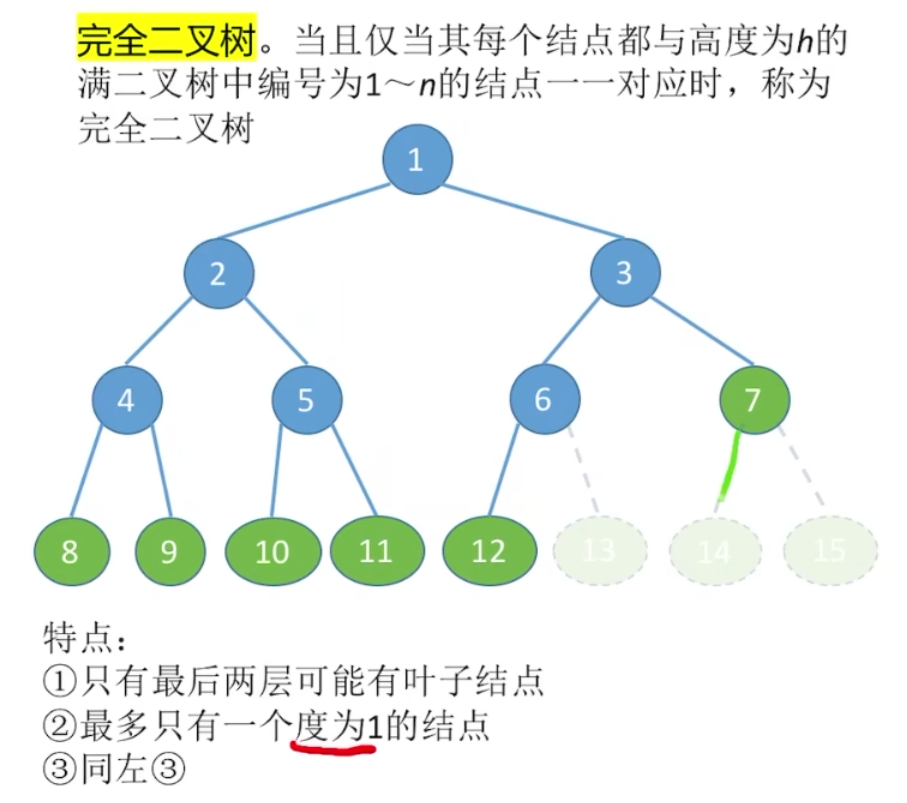 完全二叉树。当且仅当其每个结点都与高度为h的
满二叉树中编号为1～n的结点一一对应时，称为
完全二叉树
1
2
3
4
5
6
7
8
9
10
11
12
13
14
15
特点：
①只有最后两层可能有叶子结点
②最多只有一个度为1的结点
③同左③